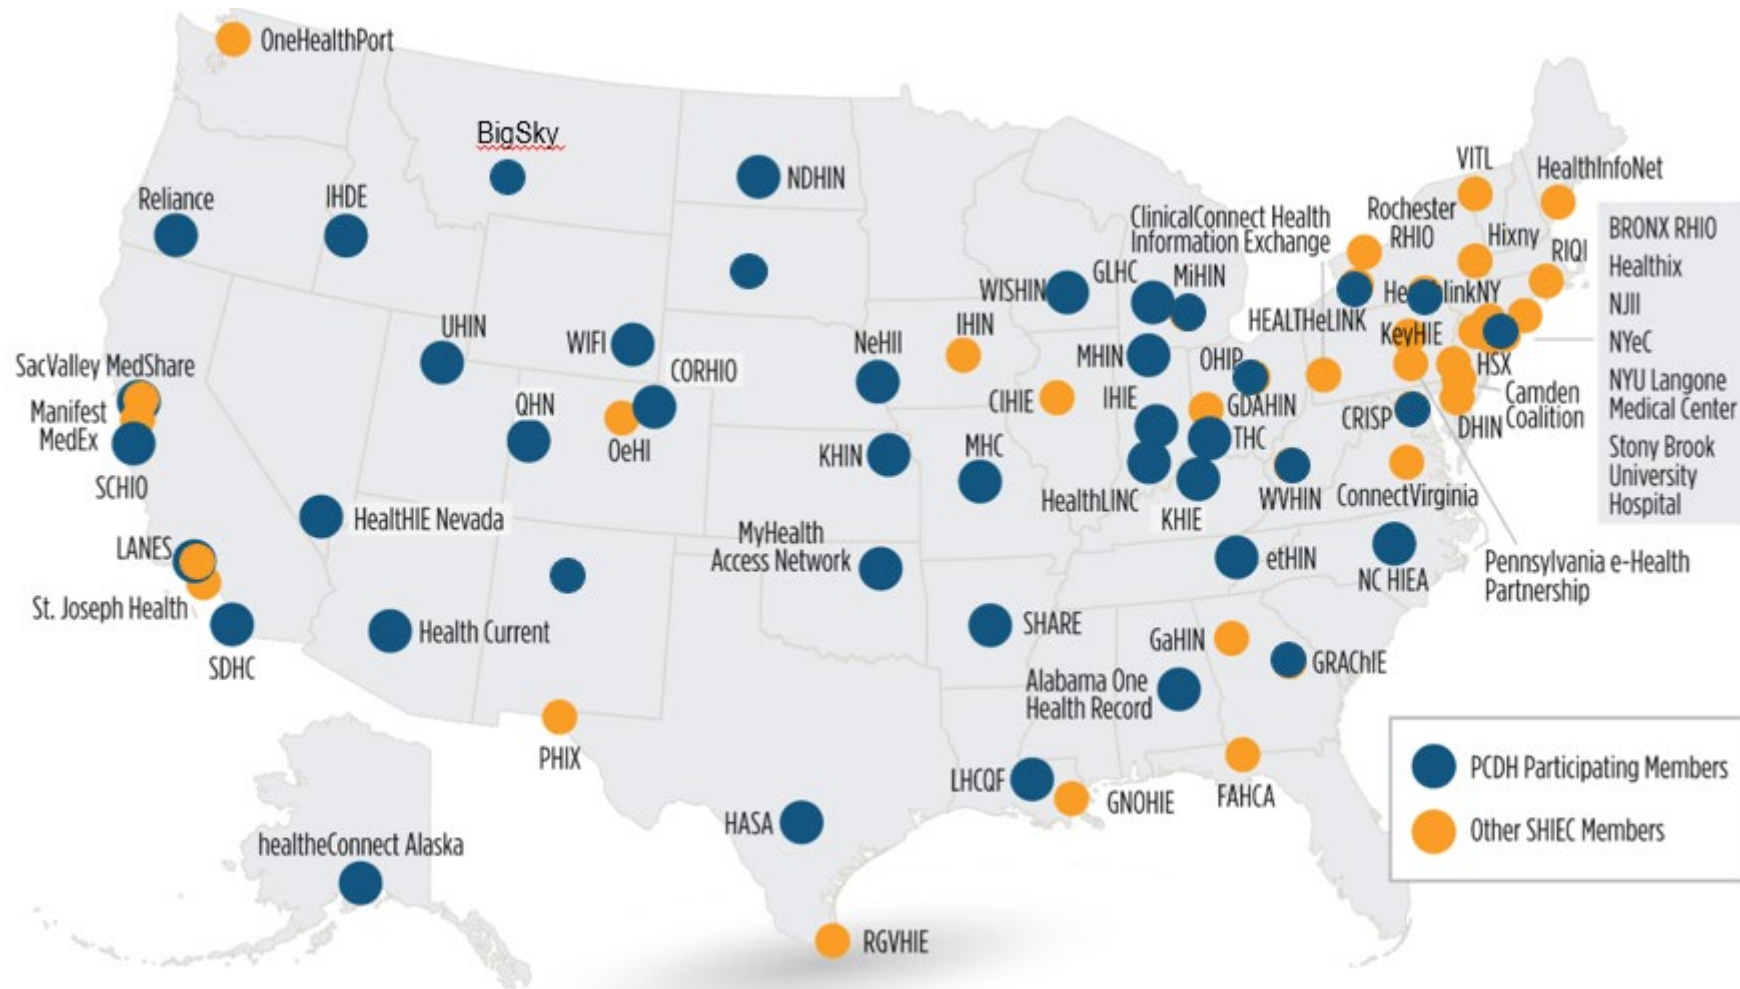 OneHealthPort
BigSky
NDHIN
Reliance
IHDE
VITL
HealthInfoNet
Rochester
RHIO
ClinicalConnect Health
Information Exchange
Hixny
RIQI
GLHC
MiHIN
WISHIN
HEALTHeLINK
HealthlinkNY
KeyHIE
BRONX RHIO
Healthix
NJII
NYeC
NYU Langone
Medical Center
Stony Brook
University
Hospital
UHIN
WIFI
NeHII
IHIN
MHIN
OHIP
HSX
SacValley MedShare
CORHIO
Manifest
MedEx
QHN
OeHI
CIHIE
IHIE
GDAHIN
CRISP
DHIN
Camden
Coalition
SCHIO
KHIN
MHC
THC
HealthLINC
KHIE
WVHIN
ConnectVirginia
HealtHIE Nevada
LANES
MyHealth
Access Network
etHIN
NC HIEA
Pennsylvania e-Health
Partnership
St. Joseph Health
SDHC
Health Current
SHARE
GaHIN
GRAChIE
Alabama One
Health Record
PHIX
LHCQF
GNOHIE
FAHCA
HASA
healtheConnect Alaska
RGVHIE
PCDH Participating Members
Other SHIEC Members